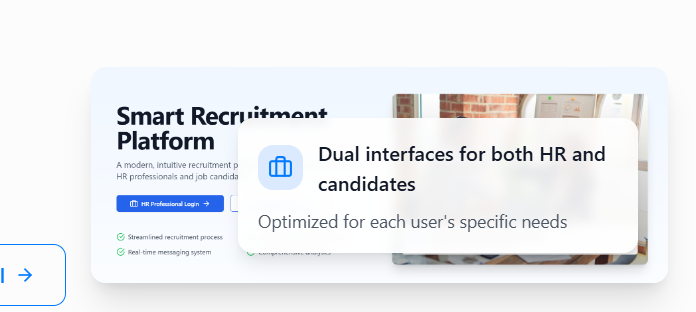 Smart Recruitment
Platform
A modern, intuitive recruitment
HR professionals and job
HR Professional Login →
Streamlined recruitment process
Real-time messaging system
Dual interfaces for both HR and
candidates
Optimized for each user's specific needs
→